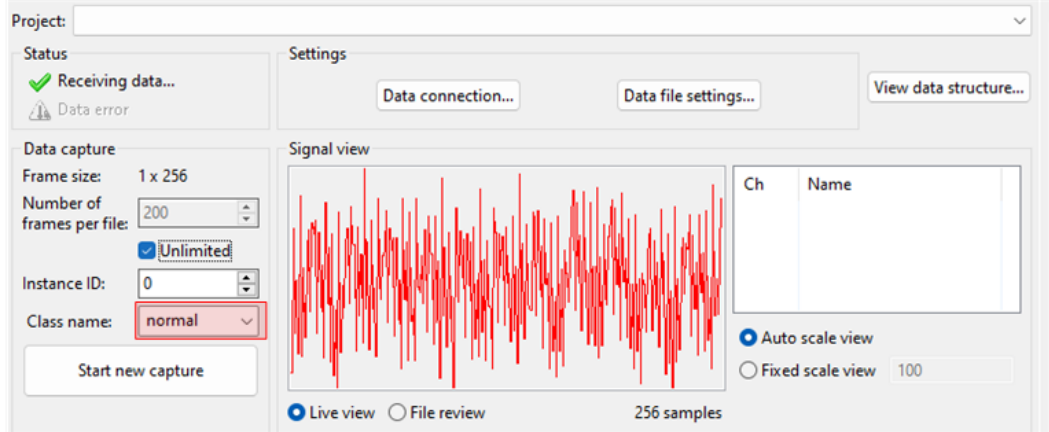 Project:
Status
Receiving data...
Data error
Settings
Data connection...
Data file settings...
View data structure...
Data capture
Frame size: 1 x 256
Number of
frames per file: 200
Unlimited
Instance ID: 0
Class name: normal
Start new capture
Signal view
Live view File review 256 samples
Ch Name
Auto scale view
Fixed scale view 100